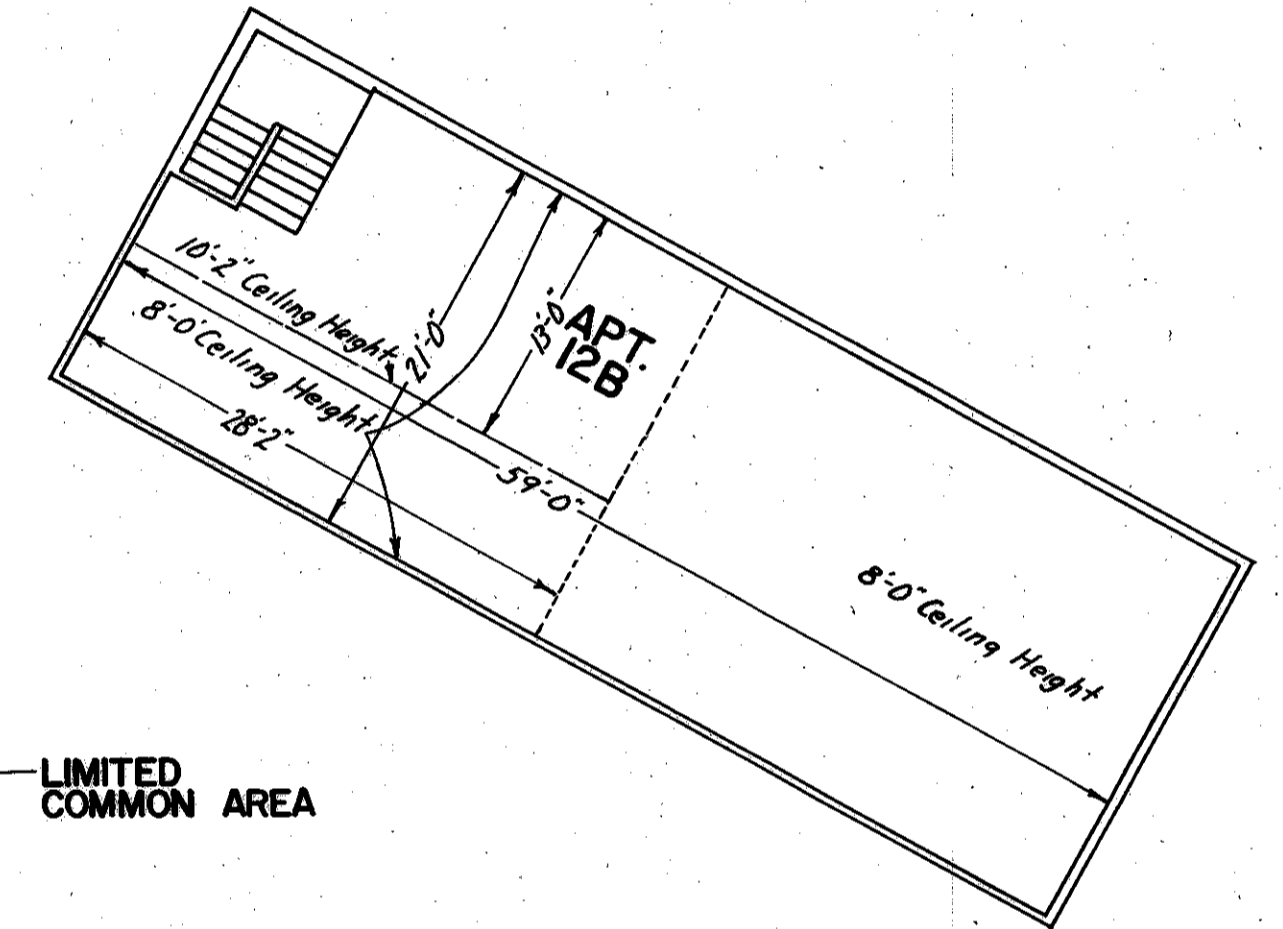 10'-2" Ceiling Height
8'-0" Ceiling Height
28'-2"
21'-0"
13'-0"
APT.
12B
59'-0"
8'-0" Ceiling Height
LIMITED
COMMON AREA